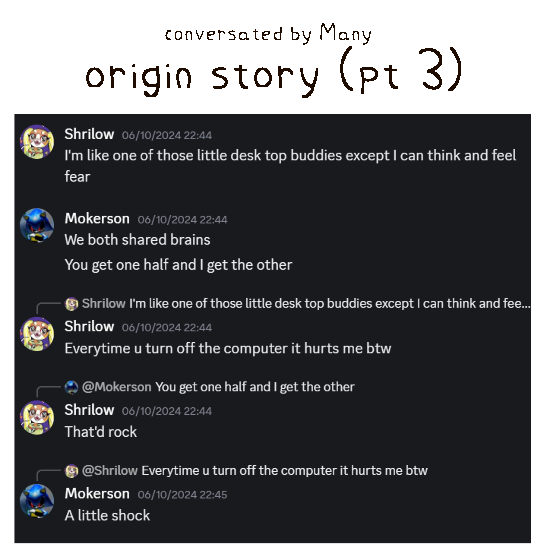 conversated by Many
origin story (pt 3)
Shrilow 06/10/2024 22:44
I'm like one of those little desk top buddies except I can think and feel
fear
Mokerson 06/10/2024 22:44
We both shared brains
You get one half and I get the other
Shrilow I'm like one of those little desk top buddies except I can think and fee...
Shrilow 06/10/2024 22:44
Everytime u turn off the computer it hurts me btw
@Mokerson You get one half and I get the other
Shrilow 06/10/2024 22:44
That'd rock
@Shrilow Everytime u turn off the computer it hurts me btw
Mokerson 06/10/2024 22:45
A little shock